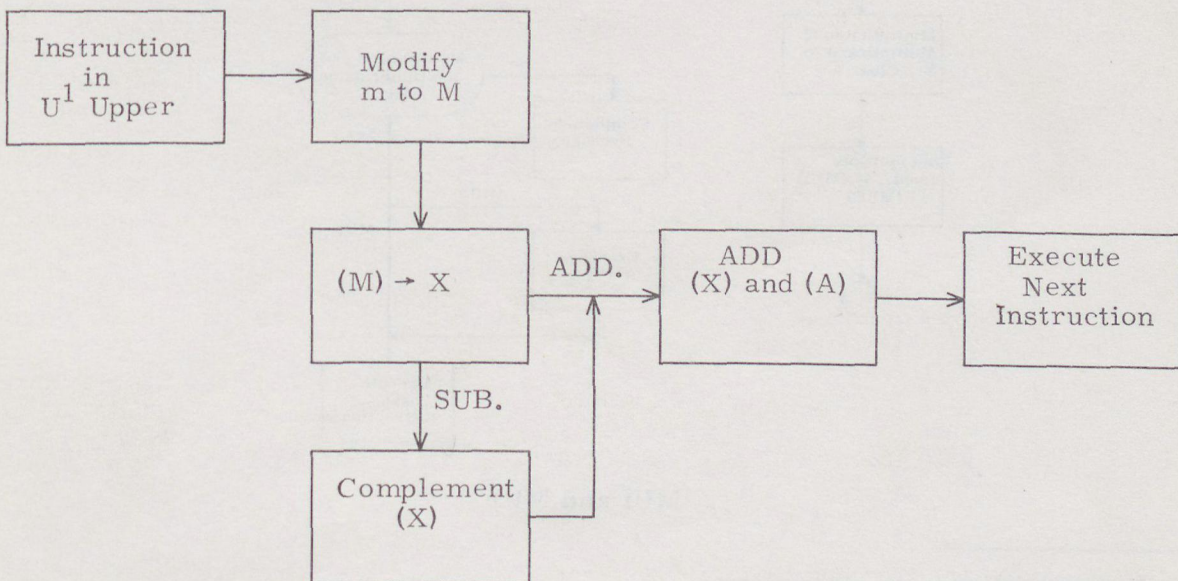 Instruction
in
U¹ Upper
Modify
m to M
(M) → X
ADD.
ADD
(X) and (A)
Execute
Next
Instruction
SUB.
Complement
(X)